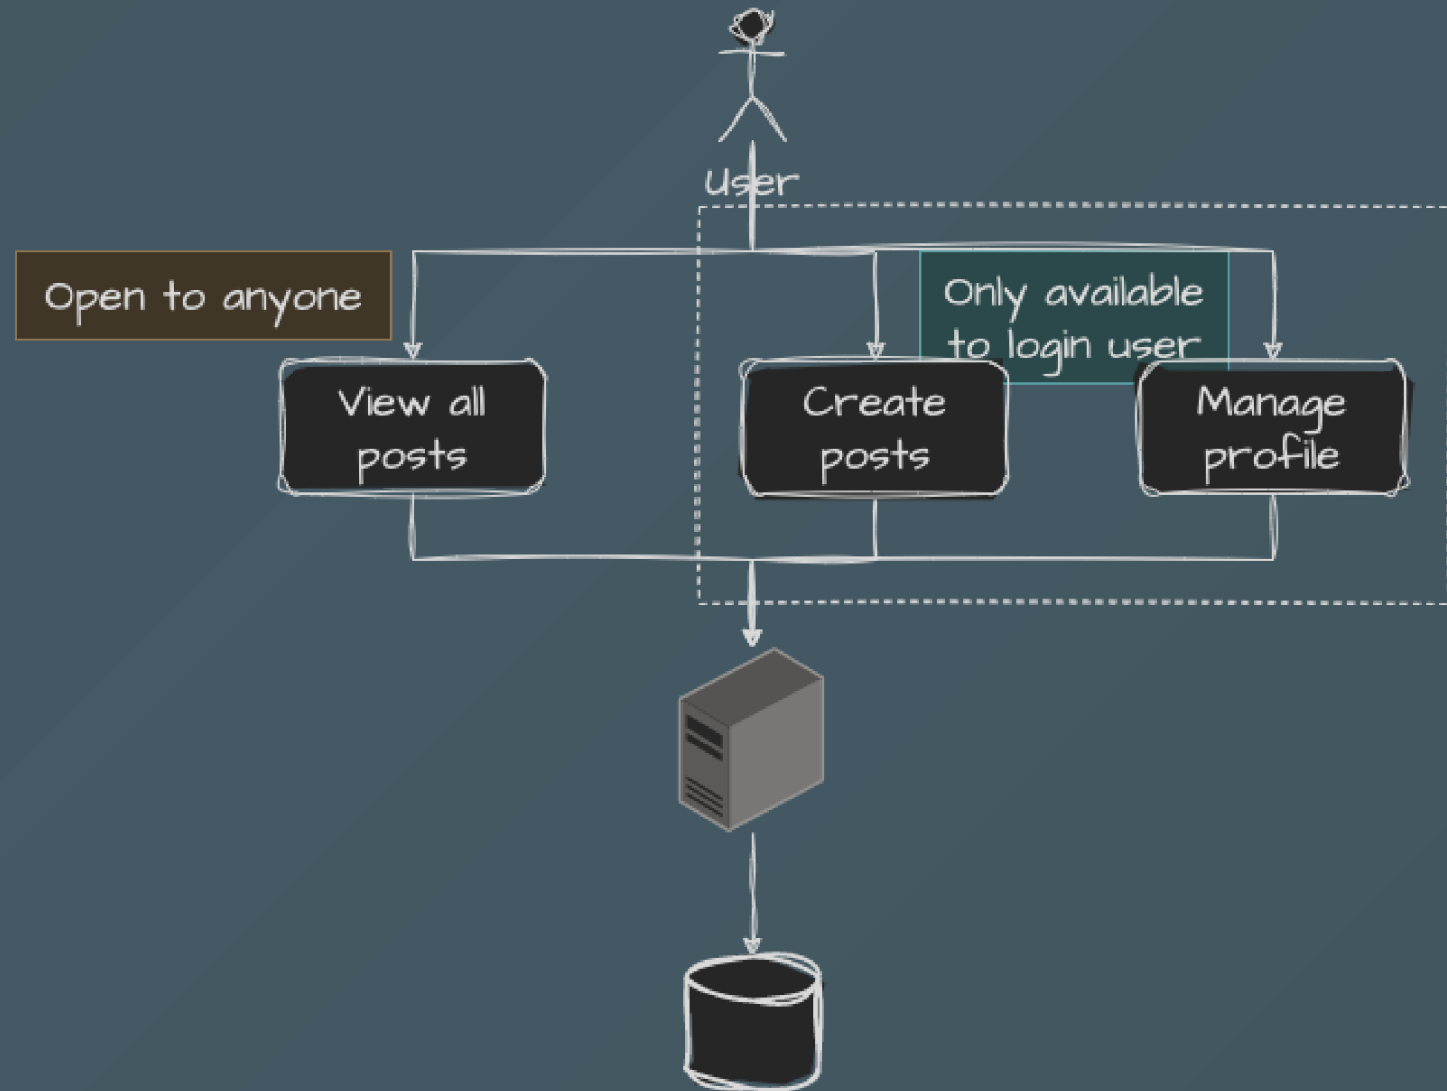 User
Open to anyone
Only available
to login user
View all
posts
Create
posts
Manage
profile